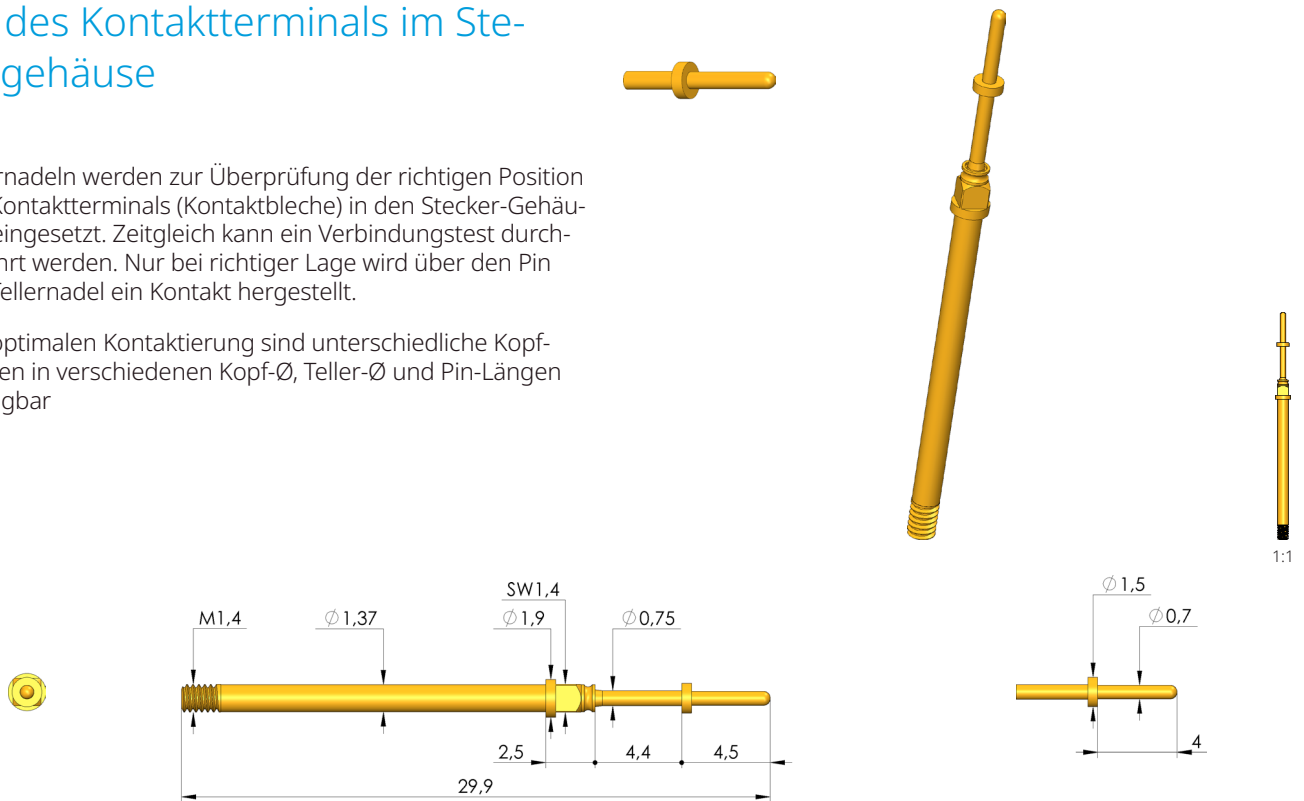 des Kontaktterminals im Ste-
gehäuse
rnadeln werden zur Überprüfung der richtigen Position
Kontaktterminals (Kontaktbleche) in den Stecker-Gehäu-
eingesetzt. Zeitgleich kann ein Verbindungstest durch-
hrt werden. Nur bei richtiger Lage wird über den Pin
Tellernadel ein Kontakt hergestellt.
optimalen Kontaktierung sind unterschiedliche Kopf-
en in verschiedenen Kopf-Ø, Teller-Ø und Pin-Längen
gbar
1:1
SW1,4
M1,4
∅1,37
∅1,9
∅0,75
2,5
4,4
4,5
29,9
∅1,5
∅0,7
4